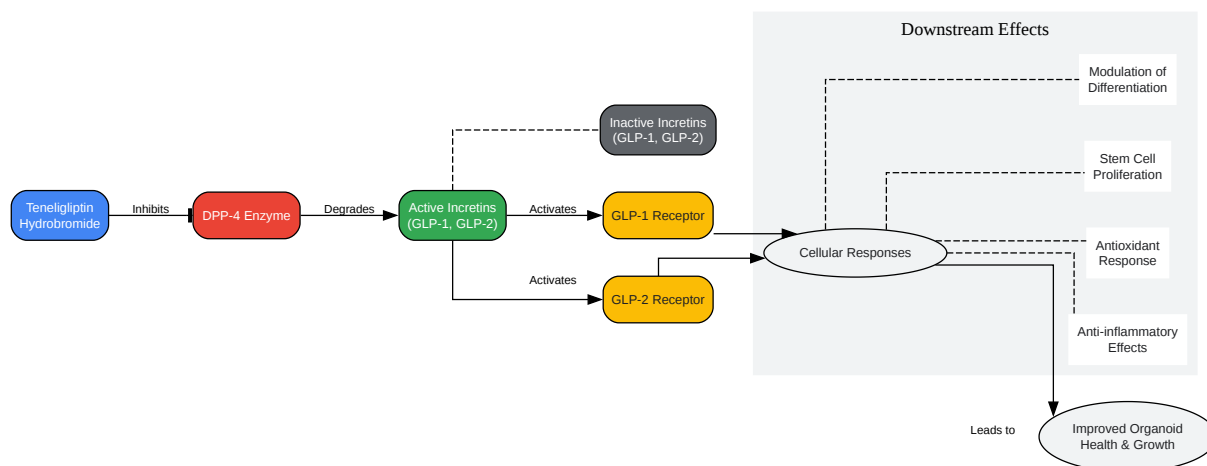 Downstream Effects
Modulation of
Differentiation
Inactive Incretins
(GLP-1, GLP-2)
Stem Cell
Proliferation
Teneligliptin
Hydrobromide
Inhibits
DPP-4 Enzyme
Degrades
Active Incretins
(GLP-1, GLP-2)
Activates
GLP-1 Receptor
Cellular Responses
Antioxidant
Response
Activates
GLP-2 Receptor
Anti-inflammatory
Effects
Leads to
Improved Organoid
Health & Growth